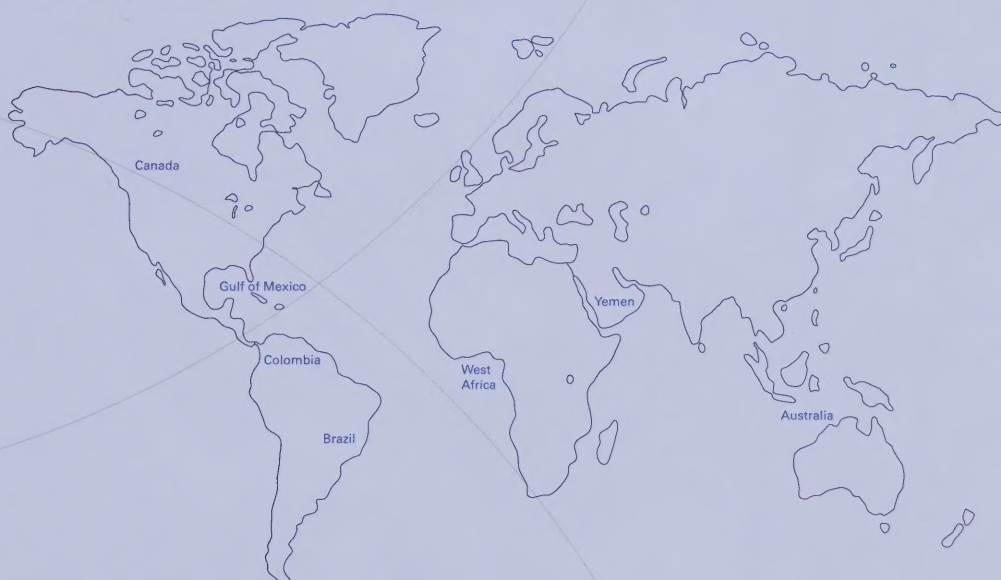 Canada
Gulf of Mexico
Yemen
Colombia
West
Africa
Australia
Brazil